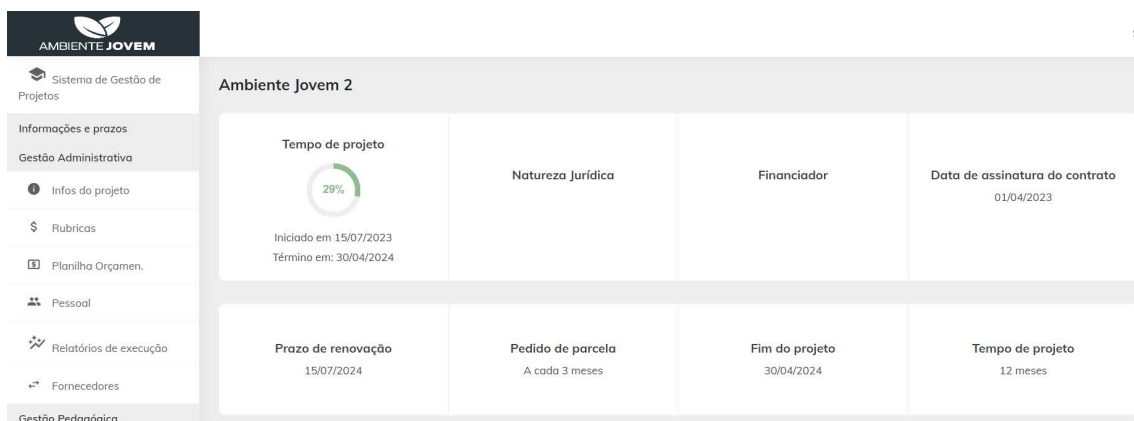 AMBIENTE JOVEM
Sistema de Gestão de
Projetos
Informações e prazos
Gestão Administrativa
Infos do projeto
Rubricas
Planilha Orçamen.
Pessoal
Relatórios de execução
Fornecedores
Gestão Pedagógica
Ambiente Jovem 2
Tempo de projeto
29%
Iniciado em 15/07/2023
Término em: 30/04/2024
Natureza Jurídica
Financiador
Data de assinatura do contrato
01/04/2023
Prazo de renovação
15/07/2024
Pedido de parcela
A cada 3 meses
Fim do projeto
30/04/2024
Tempo de projeto
12 meses